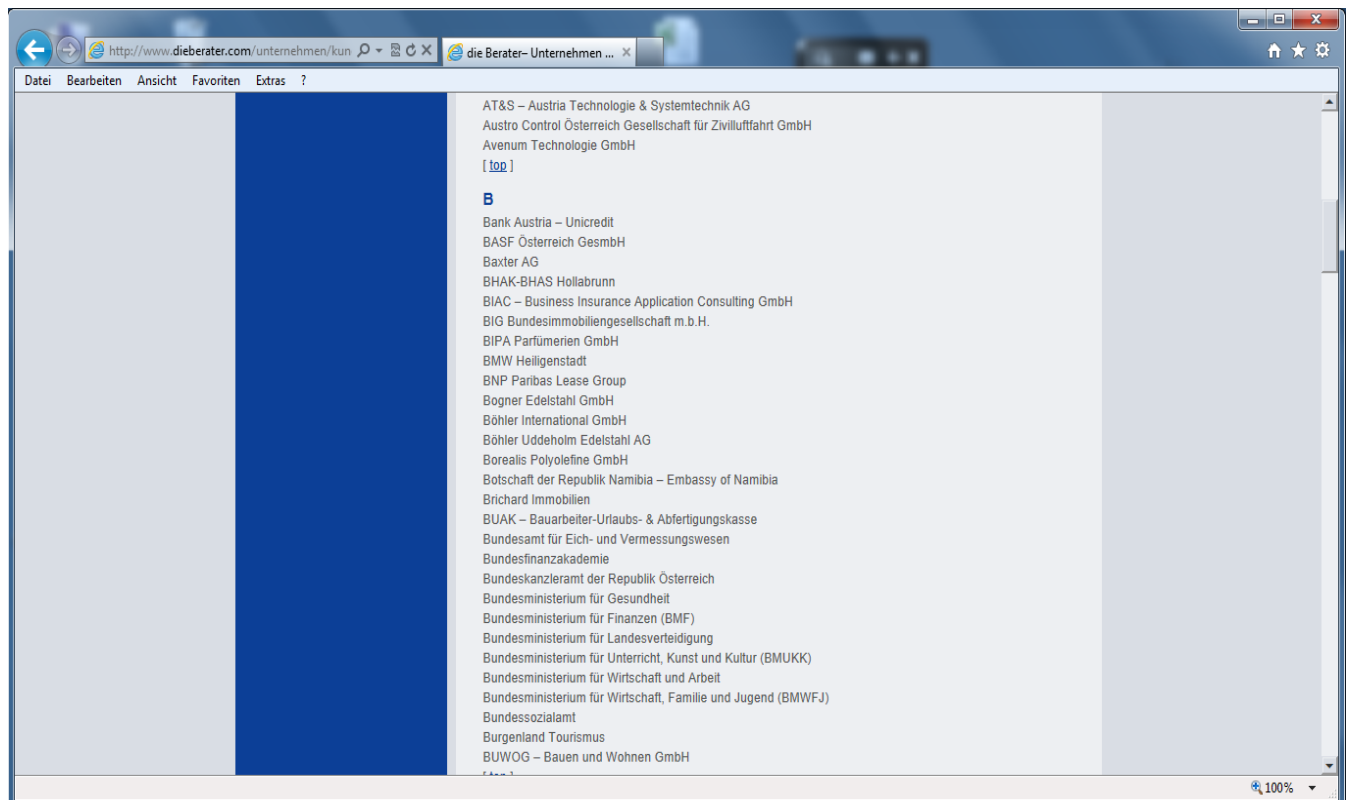 http://www.dieberater.com/unternehmen/kun
die Berater– Unternehmen ...
Datei Bearbeiten Ansicht Favoriten Extras ?
AT&S – Austria Technologie & Systemtechnik AG
Austro Control Österreich Gesellschaft für Zivilluftfahrt GmbH
Avenum Technologie GmbH
[ top ]
B
Bank Austria – Unicredit
BASF Österreich GesmbH
Baxter AG
BHAK-BHAS Hollabrunn
BIAC – Business Insurance Application Consulting GmbH
BIG Bundesimmobiliengesellschaft m.b.H.
BIPA Parfümerien GmbH
BMW Heiligenstadt
BNP Paribas Lease Group
Bogner Edelstahl GmbH
Böhler International GmbH
Böhler Uddeholm Edelstahl AG
Borealis Polyolefine GmbH
Botschaft der Republik Namibia – Embassy of Namibia
Brichard Immobilien
BUAK – Bauarbeiter-Urlaubs- & Abfertigungskasse
Bundesamt für Eich- und Vermessungswesen
Bundesfinanzakademie
Bundeskanzleramt der Republik Österreich
Bundesministerium für Gesundheit
Bundesministerium für Finanzen (BMF)
Bundesministerium für Landesverteidigung
Bundesministerium für Unterricht, Kunst und Kultur (BMUKK)
Bundesministerium für Wirtschaft und Arbeit
Bundesministerium für Wirtschaft, Familie und Jugend (BMWFJ)
Bundessozialamt
Burgenland Tourismus
BUWOG – Bauen und Wohnen GmbH
[ top ]
100%